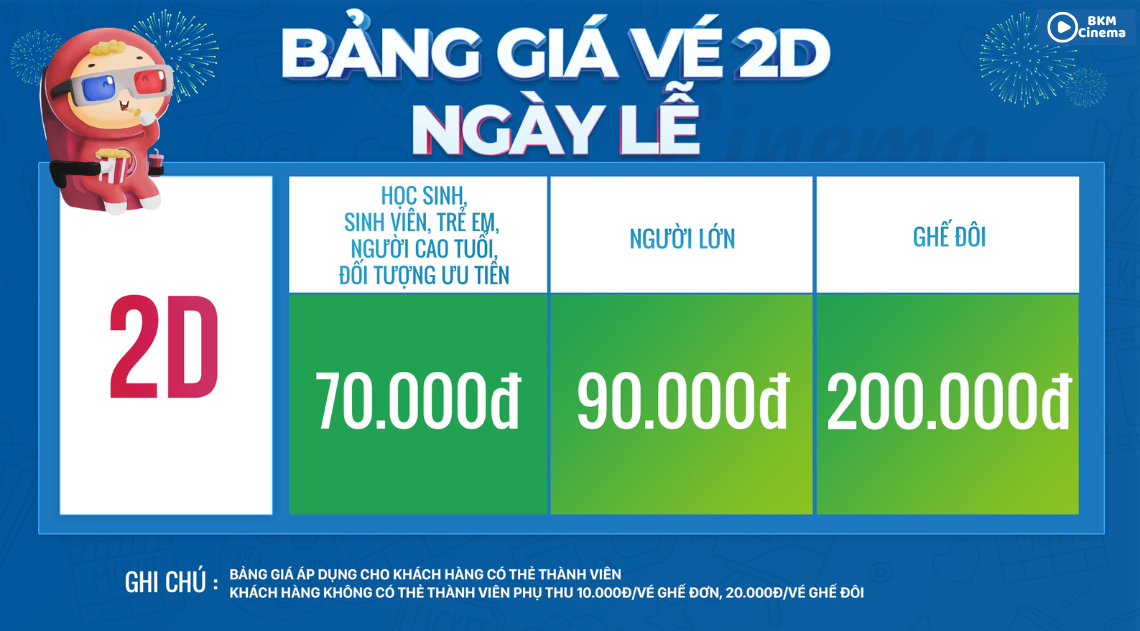 BKM
Cinema
BẢNG GIÁ VÉ 2D
NGÀY LỄ
Cinema
2D
HỌC SINH,
SINH VIÊN, TRẺ EM,
NGƯỜI CAO TUỔI,
ĐỐI TƯỢNG ƯU TIÊN
NGƯỜI LỚN
GHẾ ĐÔI
70.000đ
90.000đ
200.000đ
GHI CHÚ :
BẢNG GIÁ ÁP DỤNG CHO KHÁCH HÀNG CÓ THẺ THÀNH VIÊN
KHÁCH HÀNG KHÔNG CÓ THẺ THÀNH VIÊN PHỤ THU 10.000Đ/VÉ GHẾ ĐƠN, 20.000Đ/VÉ GHẾ ĐÔI
TICKET